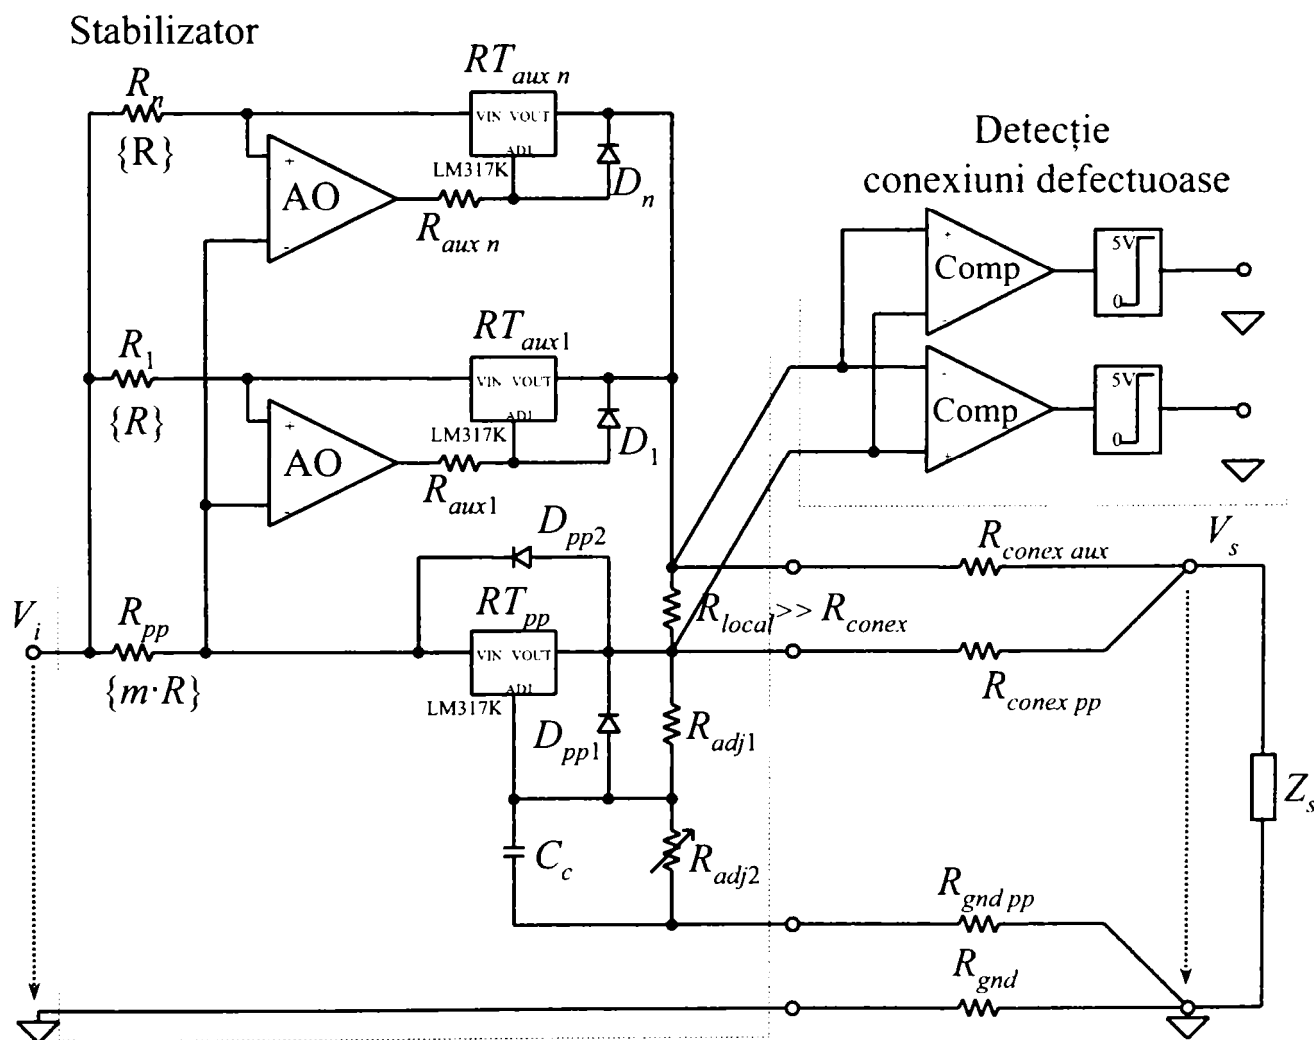 Stabilizator
R_n
{R}
RT_aux n
VIN VOUT
ADJ
LM317K
+
-
AO
R_aux n
D_n
Detecție
conexiuni defectuoase
+
-
Comp
5V
0
R_1
{R}
RT_aux1
VIN VOUT
ADJ
LM317K
+
-
AO
R_aux1
D_1
-
+
Comp
5V
0
D_pp2
V_i
R_pp
{m·R}
RT_pp
VIN VOUT
ADJ
LM317K
D_pp1
R_local >> R_conex
R_conex aux
V_s
R_conex pp
R_adj1
C_c
R_adj2
Z_s
R_gnd pp
R_gnd